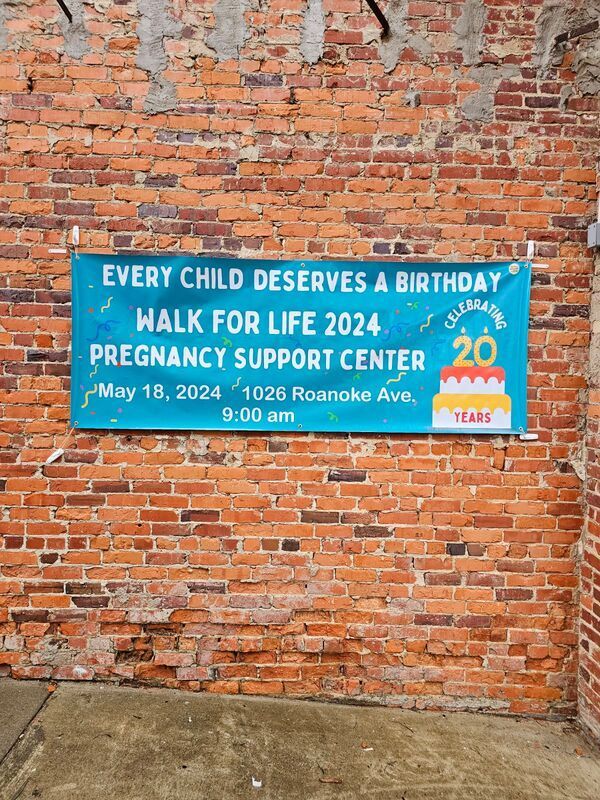 EVERY CHILD DESERVES A BIRTHDAY
WALK FOR LIFE 2024
PREGNANCY SUPPORT CENTER
May 18, 2024 1026 Roanoke Ave,
9:00 am
CELEBRATING
20
YEARS